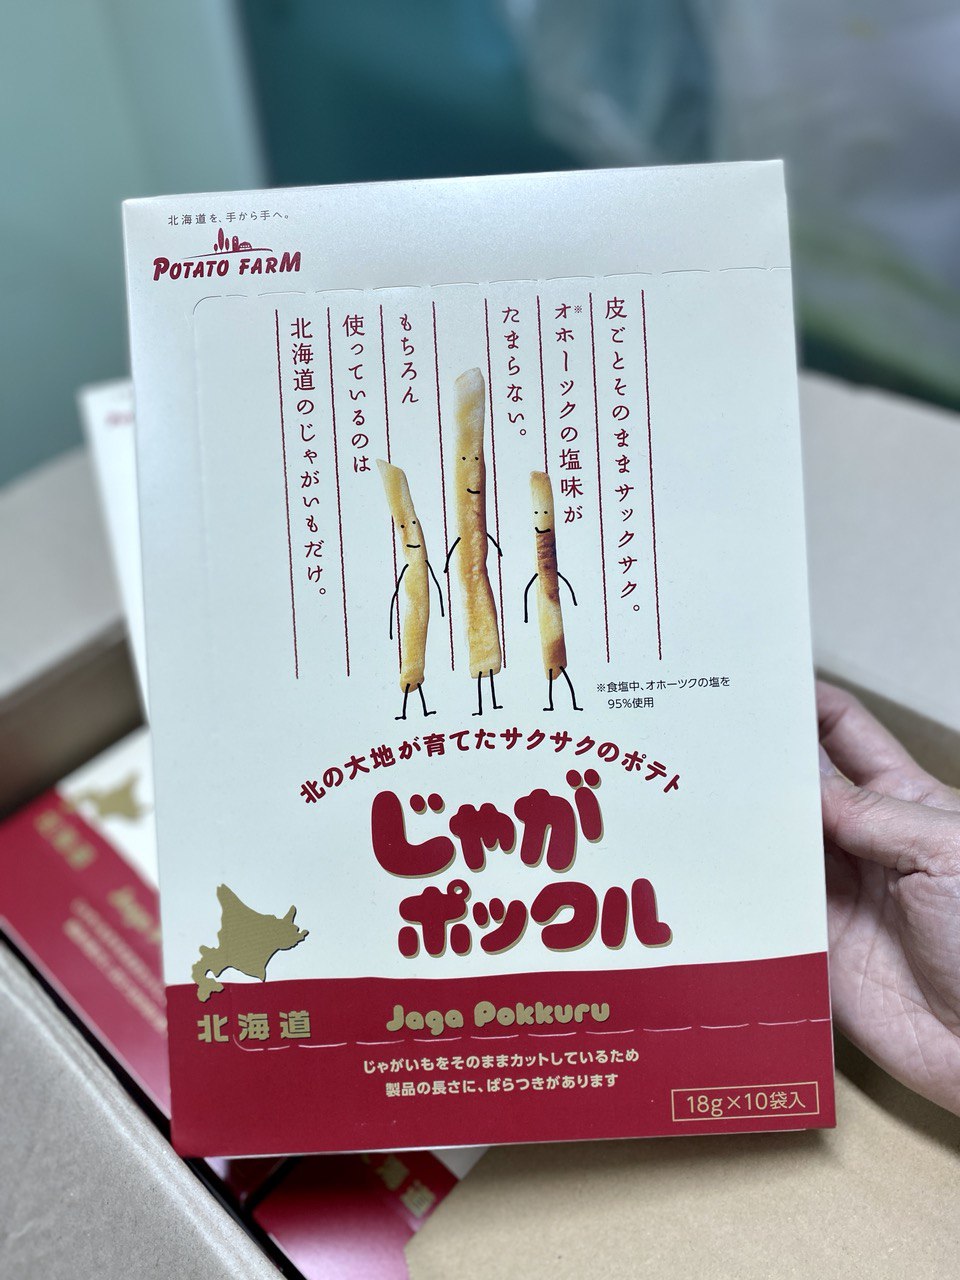 北海道を、手から手へ。
POTATO FARM
皮ごとそのままサックサク。
オホーツク※の塩味が
たまらない。
もちろん
使っているのは
北海道のじゃがいもだけ。
※食塩中、オホーツクの塩を
95%使用
北の大地が育てたサクサクのポテト
じゃが
ポックル
北海道
Jaga Pokkuru
じゃがいもをそのままカットしているため
製品の長さに、ばらつきがあります
18g×10袋入